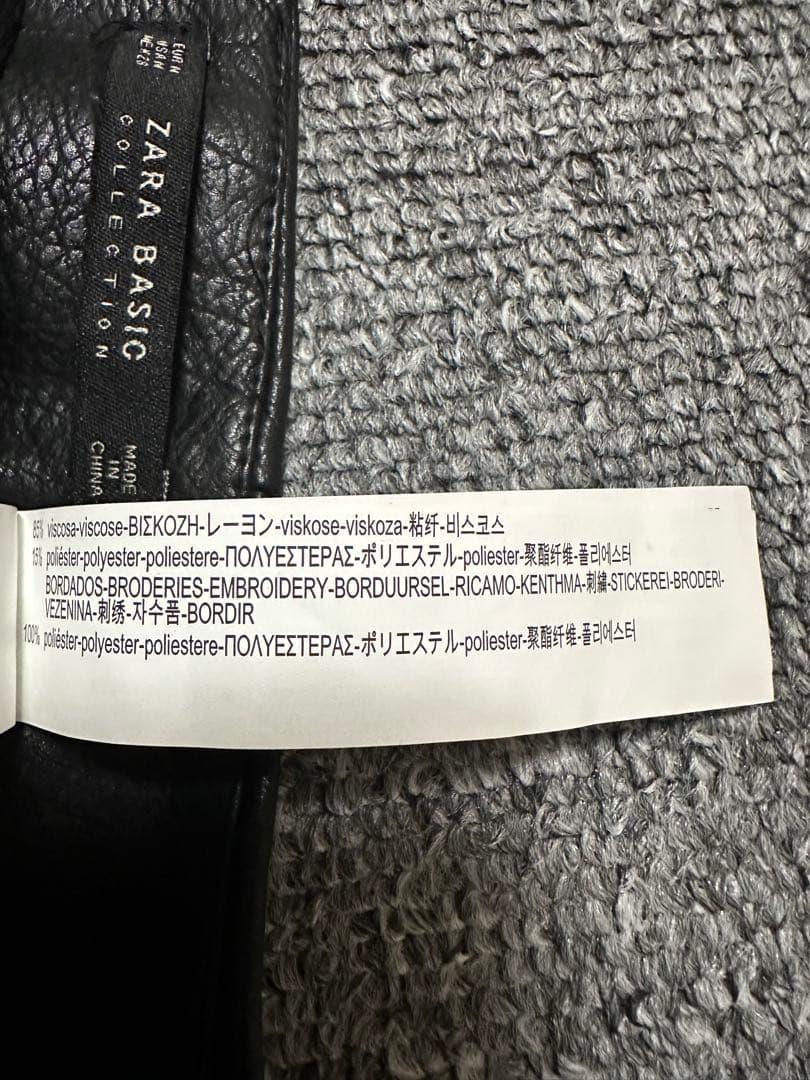 EUR M
USA M
MEX 28
ZARA BASIC
COLLECTION
MADE
IN
CHINA
85% viscosa-viscose-ΒΙΣΚΟΖΗ-レーヨン-viskose-viskoza-粘纤-비스코스
15% poliéster-polyester-poliestere-ΠΟΛΥΕΣΤΕΡΑΣ-ポリエステル-poliester-聚酯纤维-폴리에스터
BORDADOS-BRODERIES-EMBROIDERY-BORDUURSEL-RICAMO-KENTHMA-刺繍-STICKEREI-BRODERI-
VEZENINA-刺绣-자수품-BORDIR
100% poliéster-polyester-poliestere-ΠΟΛΥΕΣΤΕΡΑΣ-ポリエステル-poliester-聚酯纤维-폴리에스터